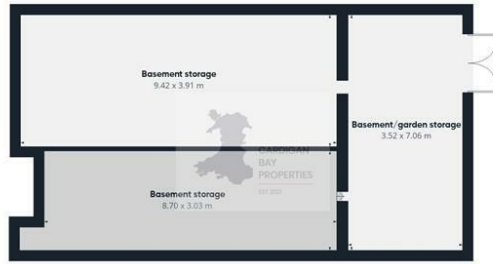 Basement storage
9.42 x 3.91 m
Basement/garden storage
3.52 x 7.06 m
CARDIGAN
BAY
PROPERTIES
EST 2021
Basement storage
8.70 x 3.03 m